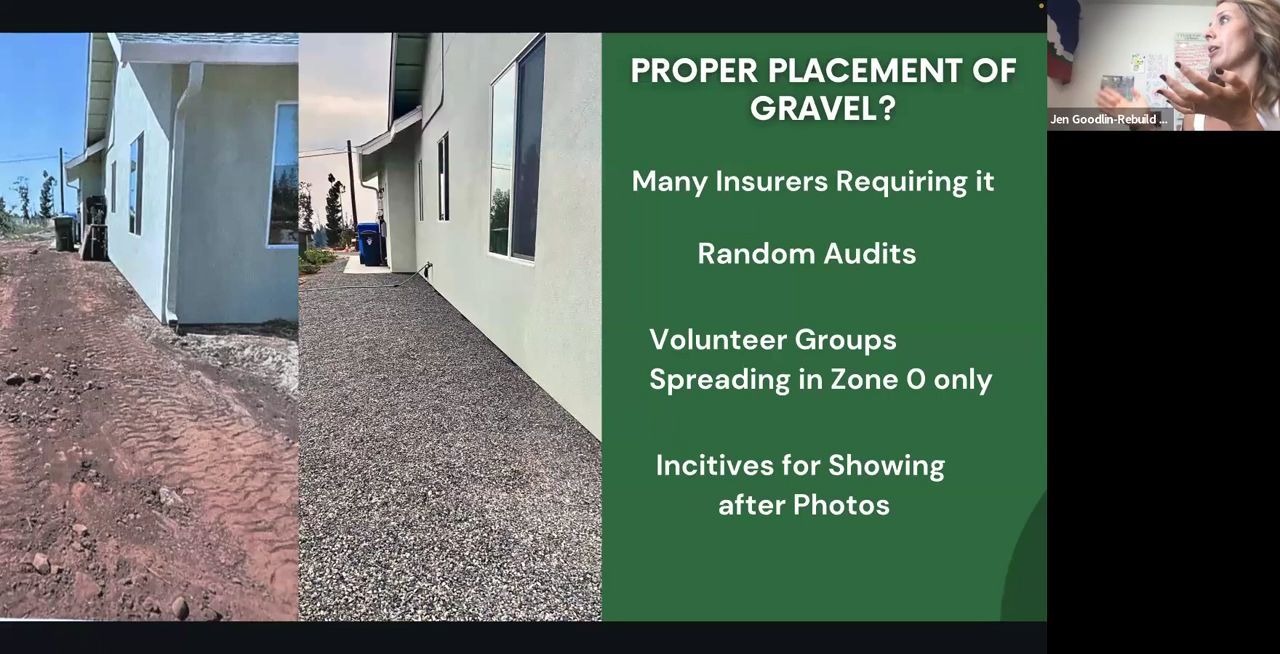 PROPER PLACEMENT OF
GRAVEL?
Many Insurers Requiring it
Random Audits
Volunteer Groups
Spreading in Zone 0 only
Incitives for Showing
after Photos
Jen Goodlin-Rebuild ...